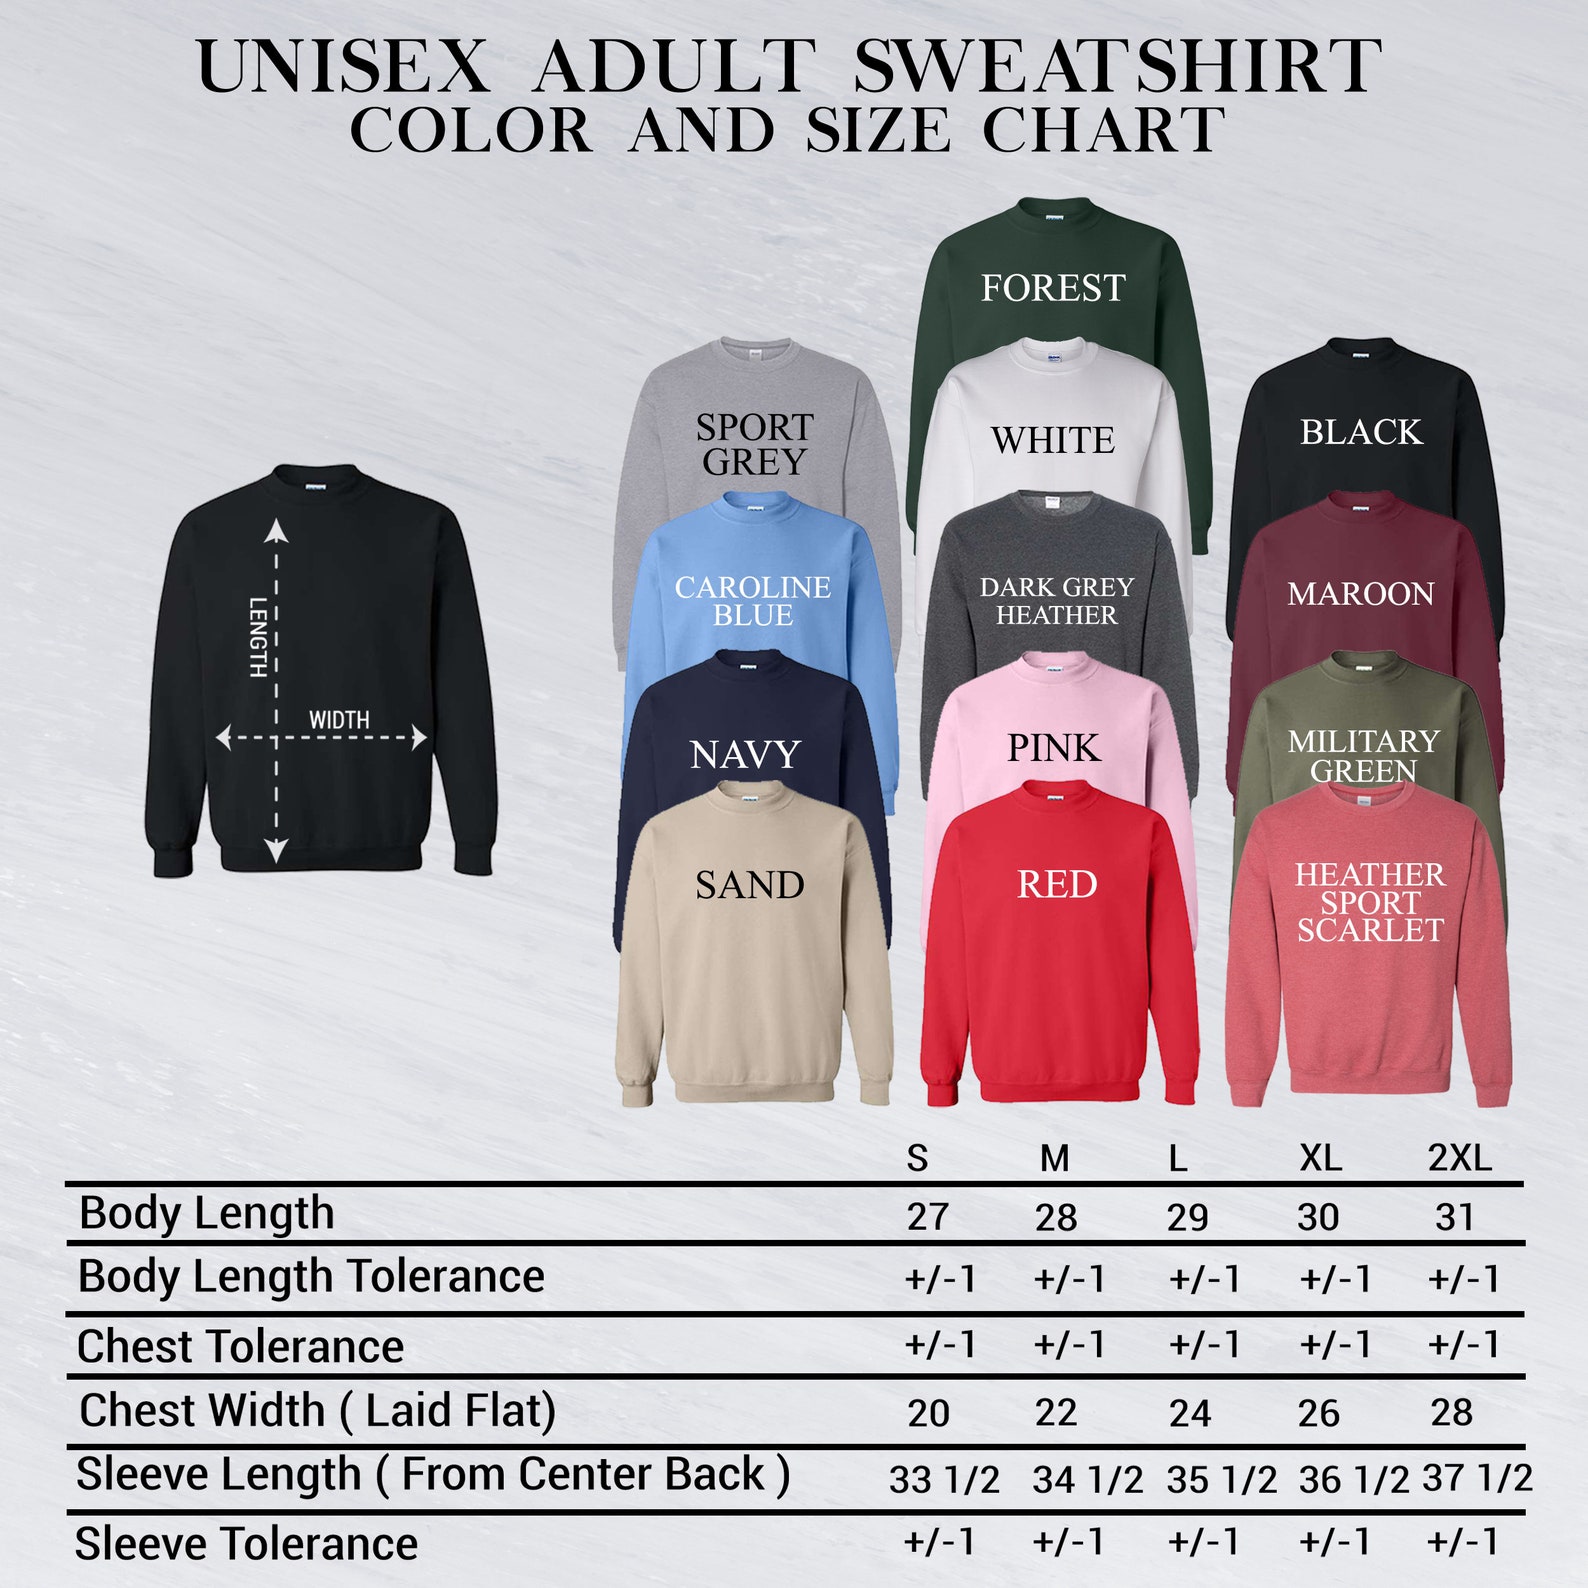 UNISEX ADULT SWEATSHIRT
COLOR AND SIZE CHART
FOREST
SPORT
GREY
WHITE
BLACK
CAROLINE
BLUE
DARK GREY
HEATHER
MAROON
NAVY
PINK
MILITARY
GREEN
SAND
RED
HEATHER
SPORT
SCARLET
LENGTH
WIDTH
S M L XL 2XL
Body Length 27 28 29 30 31
Body Length Tolerance +/-1 +/-1 +/-1 +/-1 +/-1
Chest Tolerance +/-1 +/-1 +/-1 +/-1 +/-1
Chest Width ( Laid Flat) 20 22 24 26 28
Sleeve Length ( From Center Back ) 33 1/2 34 1/2 35 1/2 36 1/2 37 1/2
Sleeve Tolerance +/-1 +/-1 +/-1 +/-1 +/-1